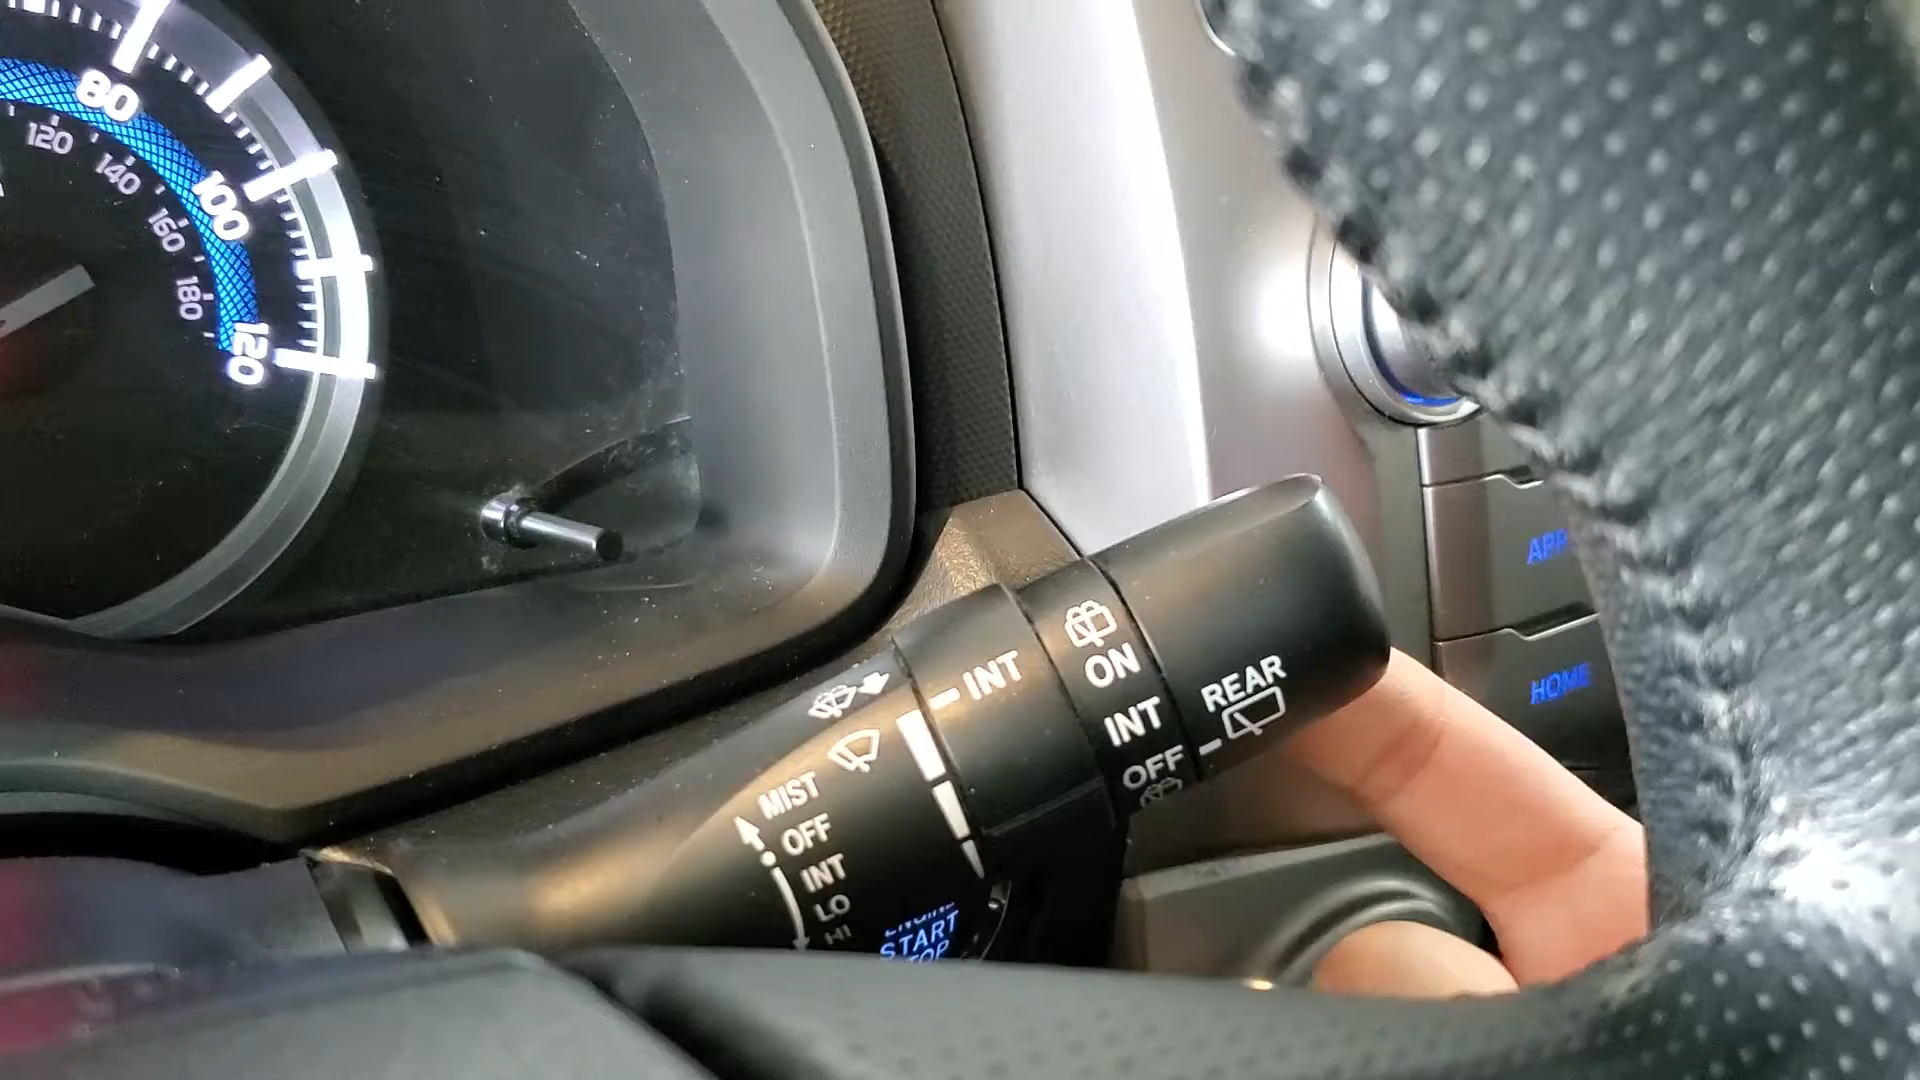 80
100
120
120
140
160
180
INT
ON
INT
OFF
REAR
MIST
OFF
INT
LO
HI
START
APP
HOME